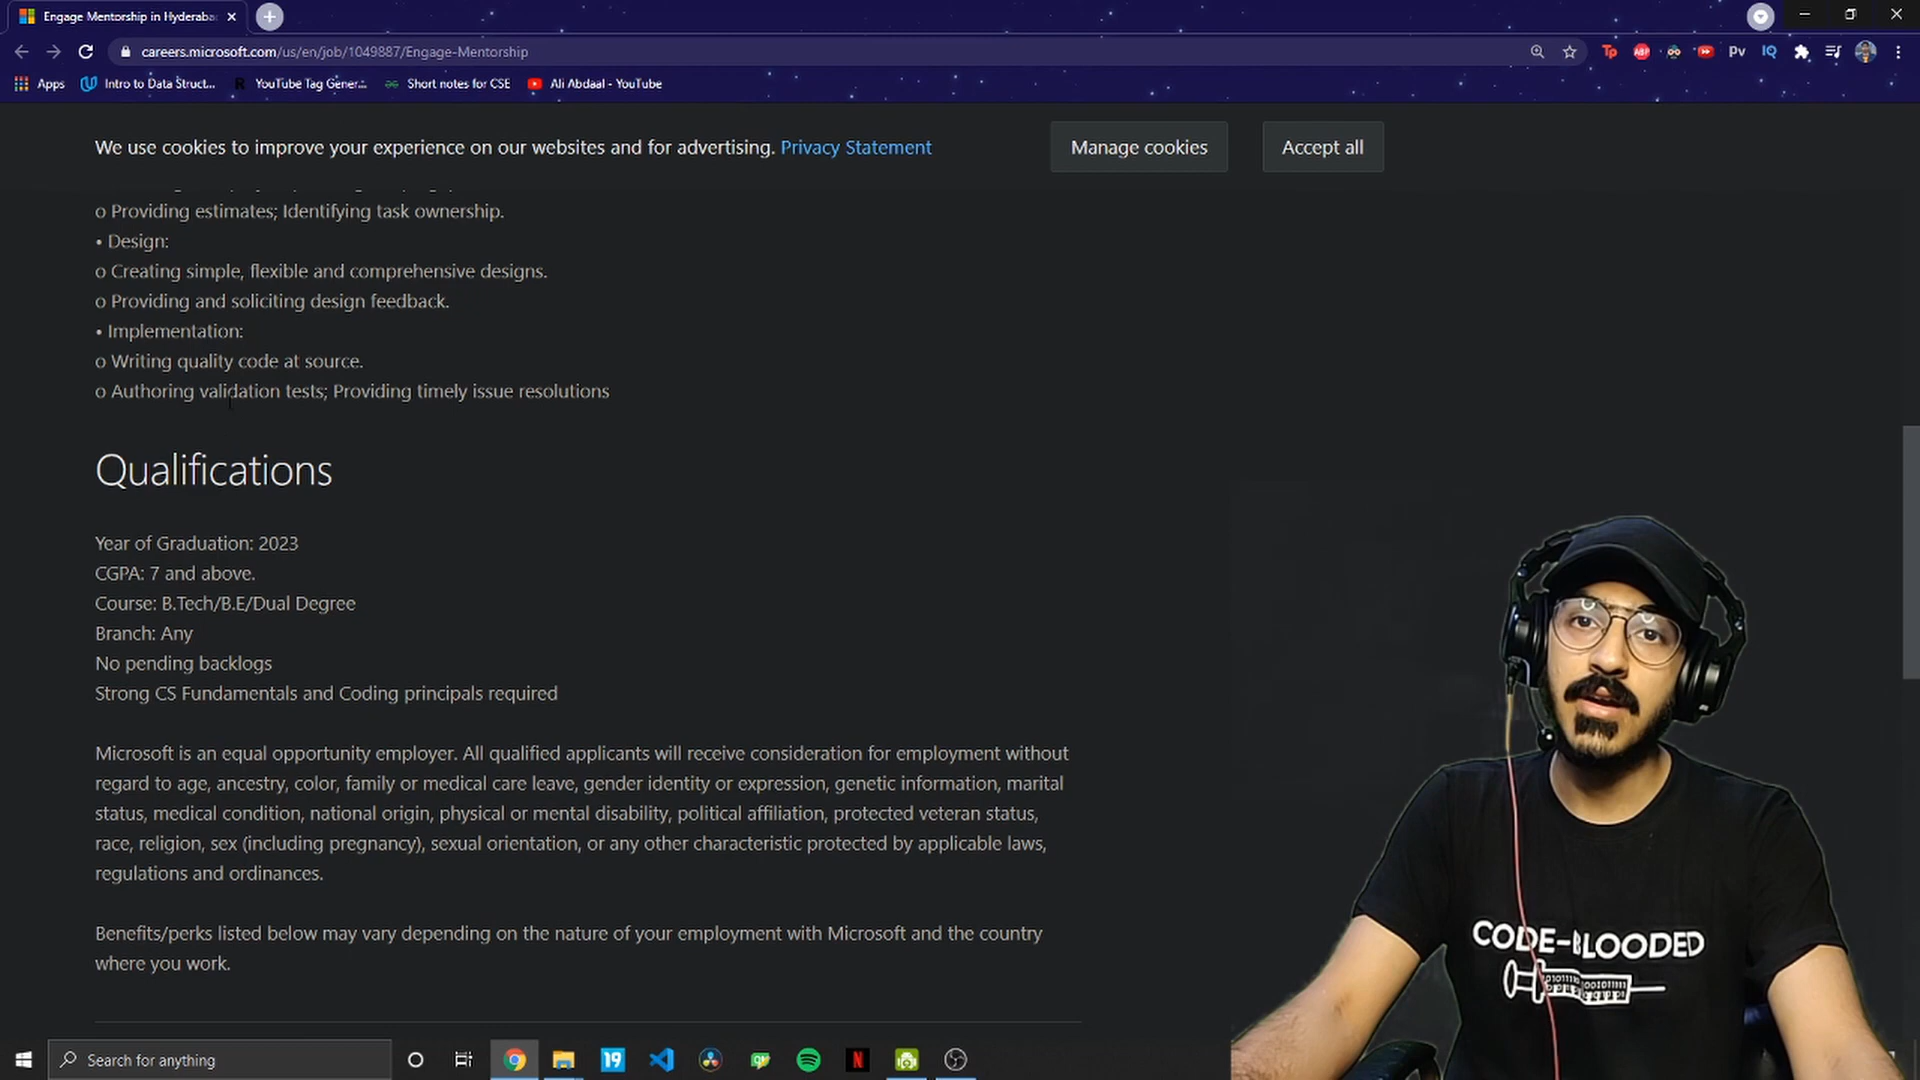 Engage Mentorship in Hyderaba
careers.microsoft.com/us/en/job/1049887/Engage-Mentorship
Tp ABP Pv IQ
Apps Intro to Data Struct... R YouTube Tag Gener... Short notes for CSE Ali Abdaal - YouTube
We use cookies to improve your experience on our websites and for advertising. Privacy Statement Manage cookies Accept all
o Providing estimates; Identifying task ownership.
• Design:
o Creating simple, flexible and comprehensive designs.
o Providing and soliciting design feedback.
• Implementation:
o Writing quality code at source.
o Authoring validation tests; Providing timely issue resolutions
Qualifications
Year of Graduation: 2023
CGPA: 7 and above.
Course: B.Tech/B.E/Dual Degree
Branch: Any
No pending backlogs
Strong CS Fundamentals and Coding principals required
Microsoft is an equal opportunity employer. All qualified applicants will receive consideration for employment without
regard to age, ancestry, color, family or medical care leave, gender identity or expression, genetic information, marital
status, medical condition, national origin, physical or mental disability, political affiliation, protected veteran status,
race, religion, sex (including pregnancy), sexual orientation, or any other characteristic protected by applicable laws,
regulations and ordinances.
Benefits/perks listed below may vary depending on the nature of your employment with Microsoft and the country
where you work.
CODE-BLOODED
Search for anything
19
N